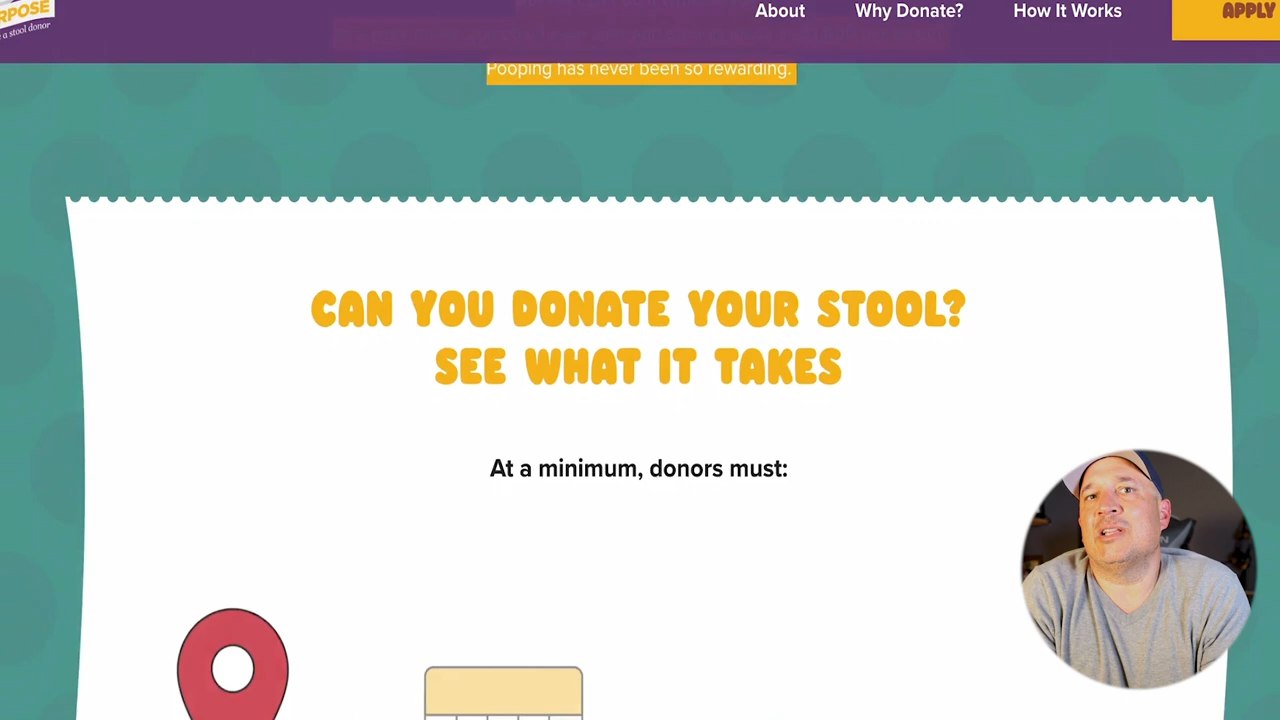 RPOSE
a stool donor
About
Why Donate?
How It Works
APPLY
Pooping has never been so rewarding.
CAN YOU DONATE YOUR STOOL?
SEE WHAT IT TAKES
At a minimum, donors must: